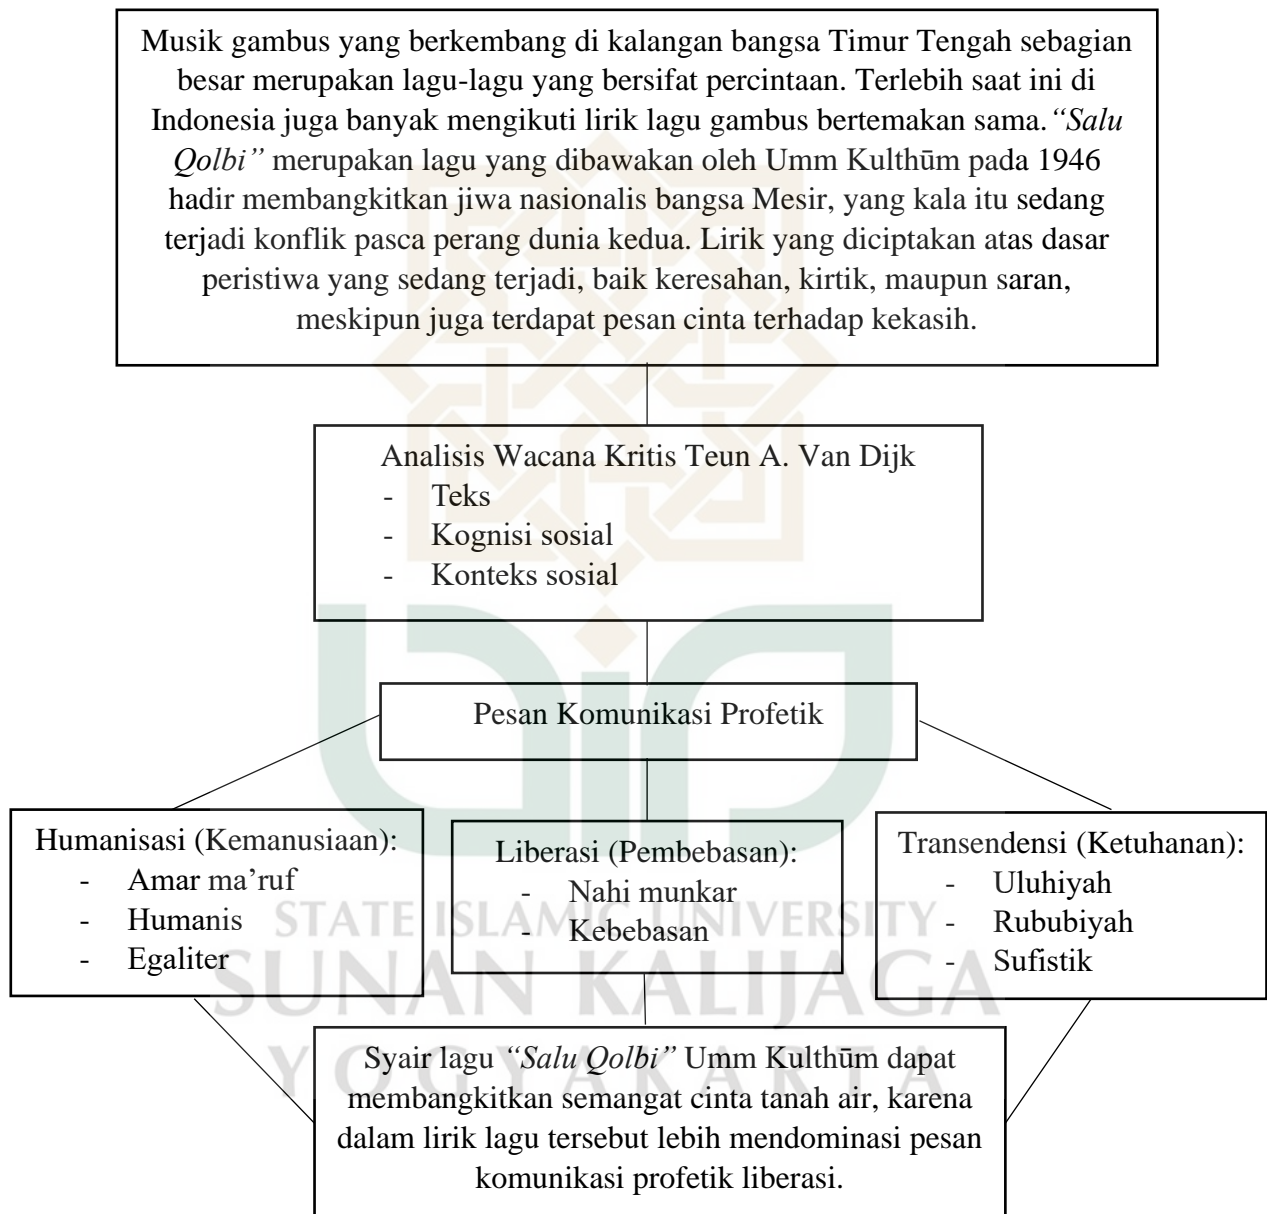 Musik gambus yang berkembang di kalangan bangsa Timur Tengah sebagian
besar merupakan lagu-lagu yang bersifat percintaan. Terlebih saat ini di
Indonesia juga banyak mengikuti lirik lagu gambus bertemakan sama. “Salu
Qolbi” merupakan lagu yang dibawakan oleh Umm Kulthūm pada 1946
hadir membangkitkan jiwa nasionalis bangsa Mesir, yang kala itu sedang
terjadi konflik pasca perang dunia kedua. Lirik yang diciptakan atas dasar
peristiwa yang sedang terjadi, baik keresahan, kirtik, maupun saran,
meskipun juga terdapat pesan cinta terhadap kekasih.
Analisis Wacana Kritis Teun A. Van Dijk
- Teks
- Kognisi sosial
- Konteks sosial
Pesan Komunikasi Profetik
Humanisasi (Kemanusiaan):
- Amar ma’ruf
- Humanis
- Egaliter
Liberasi (Pembebasan):
- Nahi munkar
- Kebebasan
Transendensi (Ketuhanan):
- Uluhiyah
- Rububiyah
- Sufistik
STATE ISLAMIC UNIVERSITY
SUNAN KALIJAGA
YOGYAKARTA
Syair lagu “Salu Qolbi” Umm Kulthūm dapat
membangkitkan semangat cinta tanah air, karena
dalam lirik lagu tersebut lebih mendominasi pesan
komunikasi profetik liberasi.